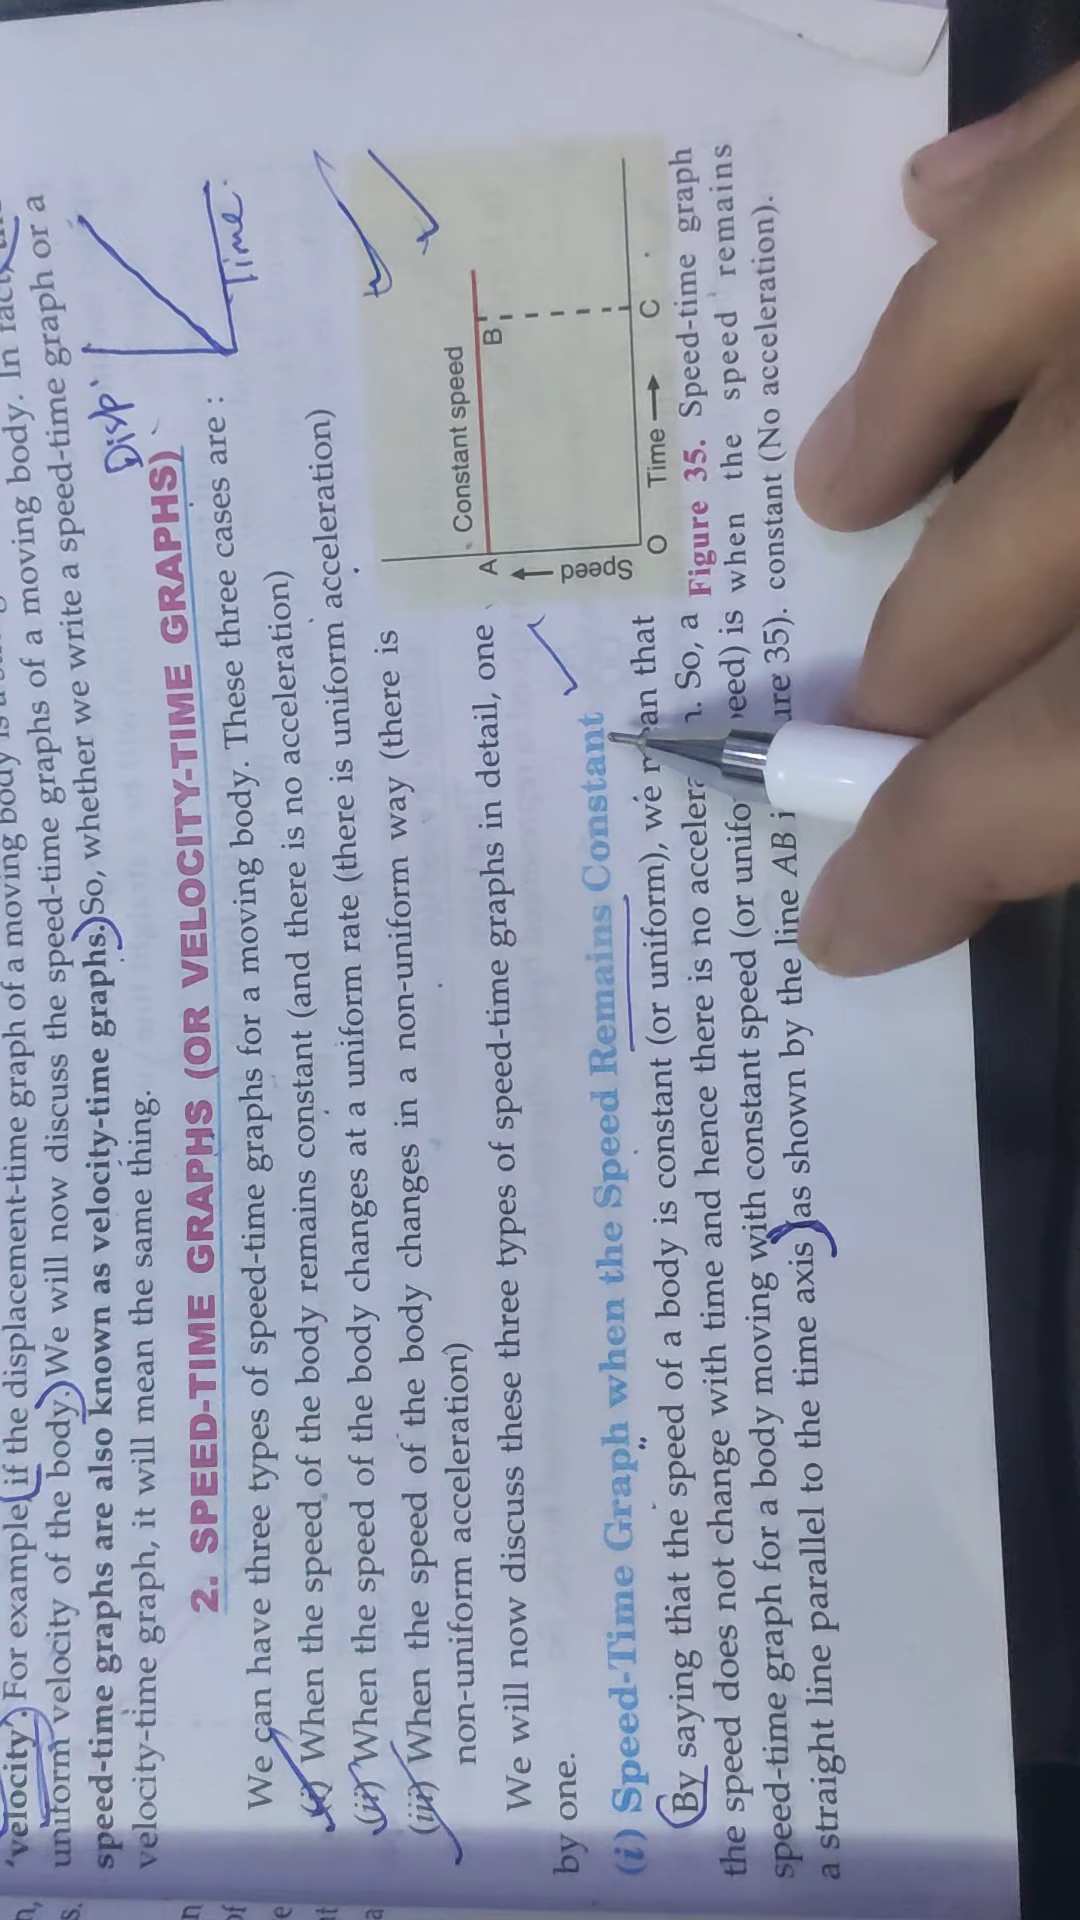 'velocity'.) For example, if the displacement-time graph of a moving body is a
uniform velocity of the body.) We will now discuss the speed-time graphs of a moving body. In fact,
speed-time graphs are also known as velocity-time graphs.) So, whether we write a speed-time graph or a
velocity-time graph, it will mean the same thing.
Disp
Time
2. SPEED-TIME GRAPHS (OR VELOCITY-TIME GRAPHS)
We can have three types of speed-time graphs for a moving body. These three cases are :
(i) When the speed of the body remains constant (and there is no acceleration)
(ii) When the speed of the body changes at a uniform rate (there is uniform acceleration)
(iii) When the speed of the body changes in a non-uniform way (there is
non-uniform acceleration)
We will now discuss these three types of speed-time graphs in detail, one
by one.
Constant speed
A
B
Speed
O
Time
C
Figure 35. Speed-time graph
when the speed remains
constant (No acceleration).
(i) Speed-Time Graph when the Speed Remains Constant
(By saying that the speed of a body is constant (or uniform), we an that
the speed does not change with time and hence there is no So, a
speed-time graph for a body moving with constant speed (or eed) is
a straight line parallel to the time axis) as shown by the line AB ure 35).